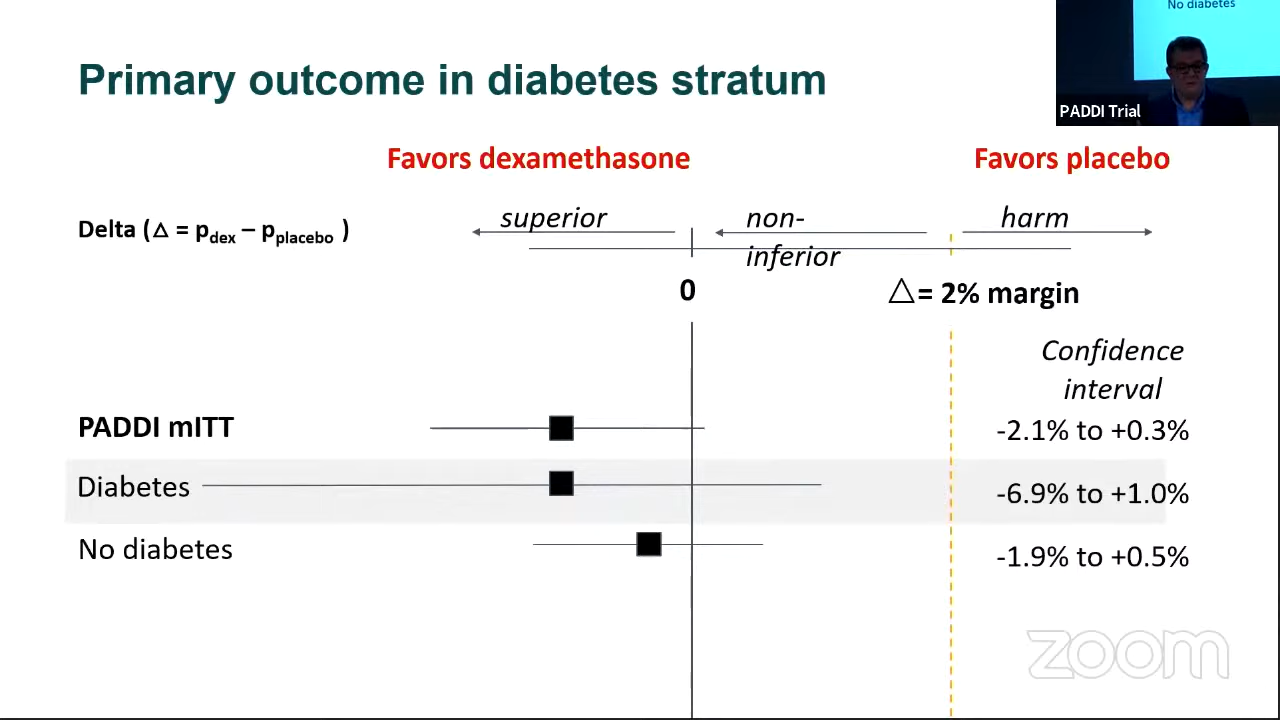 No diabetes
Primary outcome in diabetes stratum
PADDI Trial
Favors dexamethasone
Favors placebo
Delta (△ = pdex – pplacebo )
superior
non-
inferior
harm
0
△= 2% margin
Confidence
interval
PADDI mITT
-2.1% to +0.3%
Diabetes
-6.9% to +1.0%
No diabetes
-1.9% to +0.5%
zoom